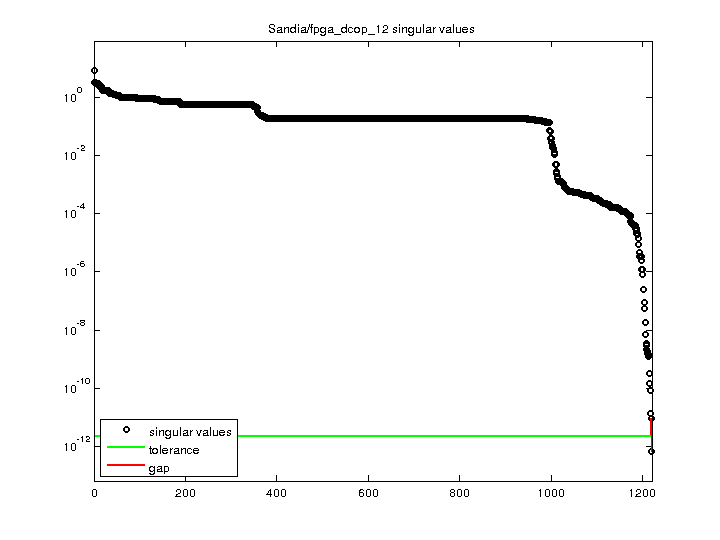 Sandia/fpga_dcop_12 singular values
10^0
10^-2
10^-4
10^-6
10^-8
10^-10
10^-12
singular values
tolerance
gap
0 200 400 600 800 1000 1200